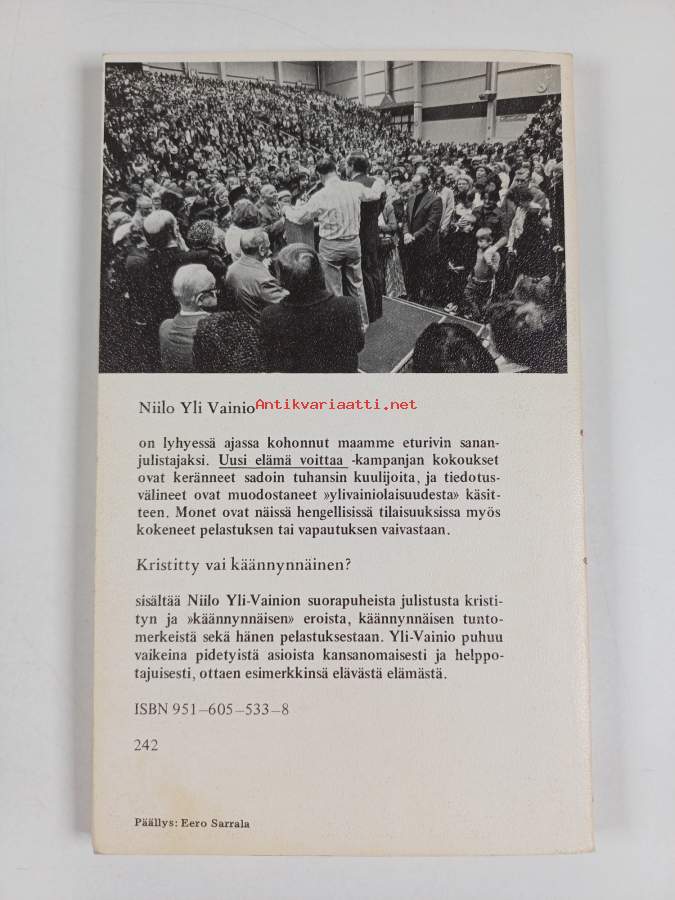 Niilo Yli Vainio
Antikvariaatti.net
on lyhyessä ajassa kohonnut maamme eturivin sanan-
julistajaksi. Uusi elämä voittaa -kampanjan kokoukset
ovat keränneet sadoin tuhansin kuulijoita, ja tiedotus-
välineet ovat muodostaneet »ylivainiolaisuudesta» käsit-
teen. Monet ovat näissä hengellisissä tilaisuuksissa myös
kokeneet pelastuksen tai vapautuksen vaivastaan.
Kristitty vai käännynnäinen?
sisältää Niilo Yli-Vainion suorapuheista julistusta kristi-
tyn ja »käännynnäisen» eroista, käännynnäisen tunto-
merkeistä sekä hänen pelastuksestaan. Yli-Vainio puhuu
vaikeina pidetyistä asioista kansanomaisesti ja helppo-
tajuisesti, ottaen esimerkkinsä elävästä elämästä.
ISBN 951–605–533–8
242
Päällys: Eero Sarrala